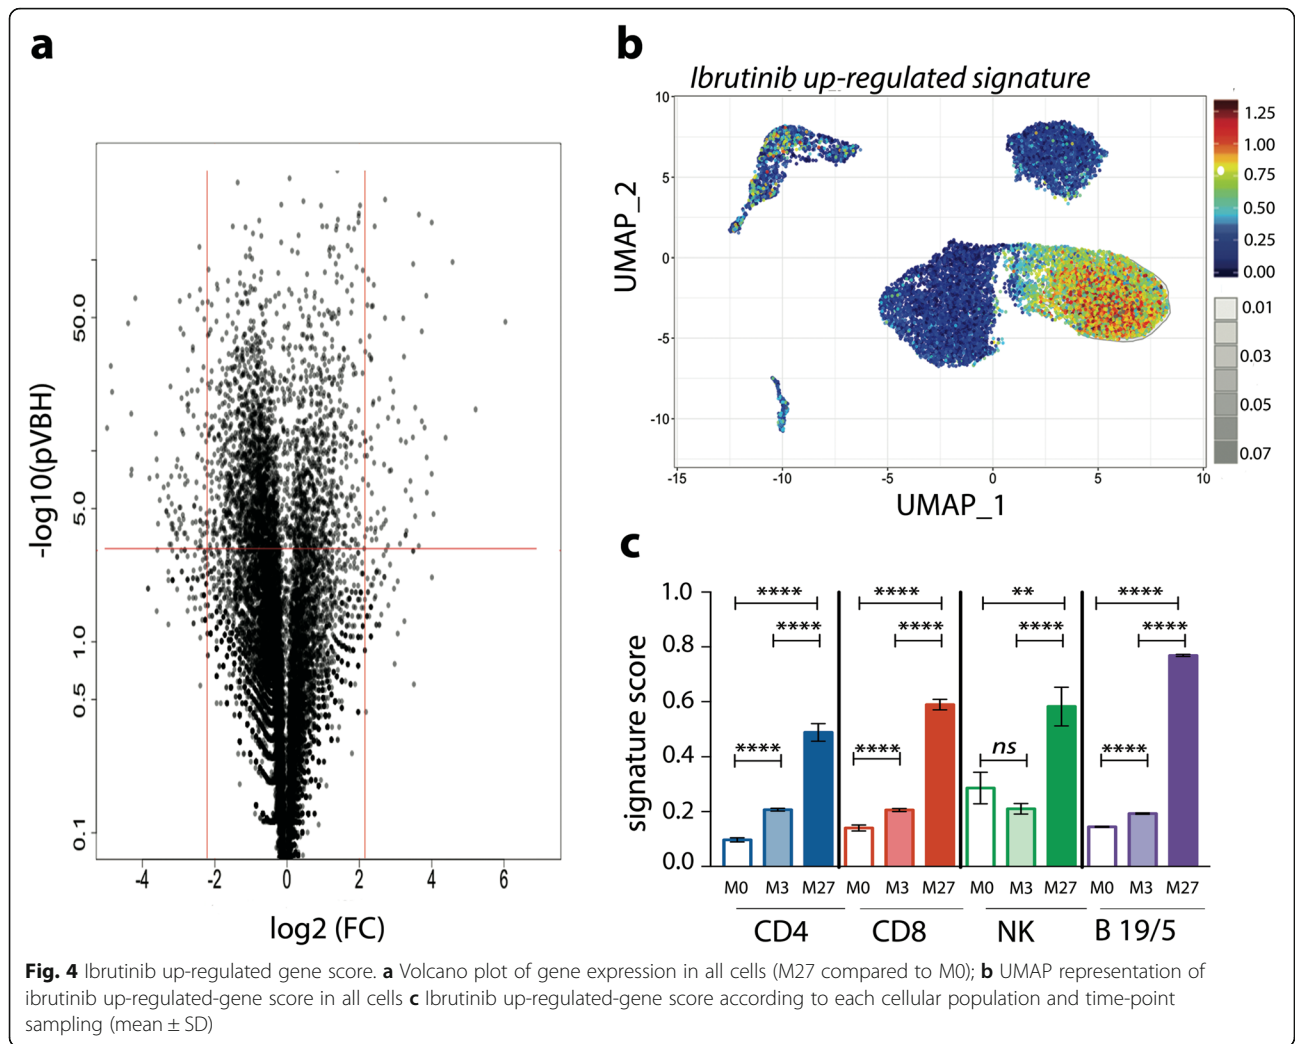 a
-log10(pVBH)
50.0
5.0
1.0
0.5
0.1
-4 -2 0 2 4 6
log2 (FC)
b
Ibrutinib up-regulated signature
UMAP_2
10
5
0
-5
-10
-15 -10 -5 0 5 10
UMAP_1
1.25
1.00
0.75
0.50
0.25
0.00
0.01
0.03
0.05
0.07
c
signature score
1.0
0.8
0.6
0.4
0.2
0.0
**** **** ** ****
**** **** **** ****
**** **** ns ****
M0 M3 M27 M0 M3 M27 M0 M3 M27 M0 M3 M27
CD4 CD8 NK B 19/5
Fig. 4 Ibrutinib up-regulated gene score. a Volcano plot of gene expression in all cells (M27 compared to M0); b UMAP representation of
ibrutinib up-regulated-gene score in all cells c Ibrutinib up-regulated-gene score according to each cellular population and time-point
sampling (mean ± SD)